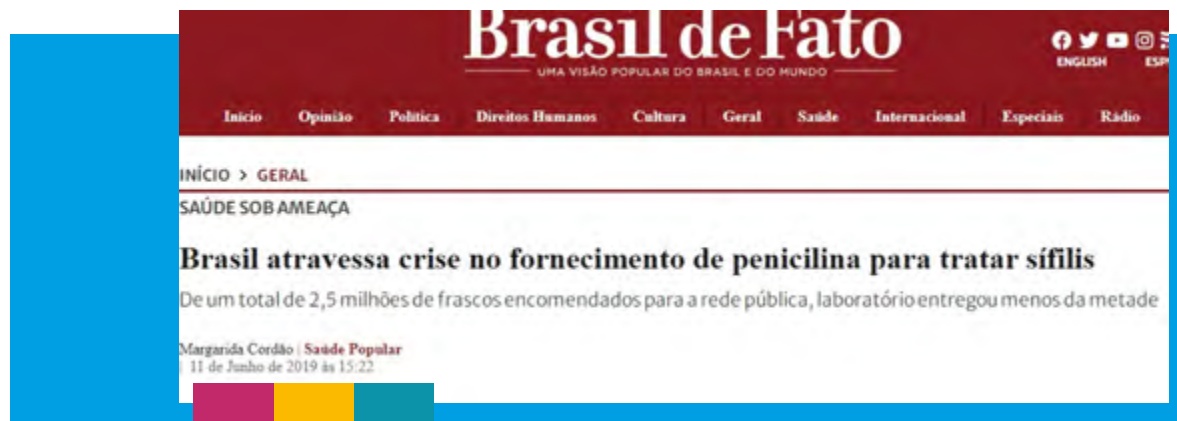 Brasil de Fato
UMA VISÃO POPULAR DO BRASIL E DO MUNDO
ENGLISH
Início Opinião Política Direitos Humanos Cultura Geral Saúde Internacional Especiais Rádio
INÍCIO > GERAL
SAÚDE SOB AMEAÇA
Brasil atravessa crise no fornecimento de penicilina para tratar sífilis
De um total de 2,5 milhões de frascos encomendados para a rede pública, laboratório entregou menos da metade
Margarida Cordão | Saúde Popular
| 11 de Junho de 2019 às 15:22